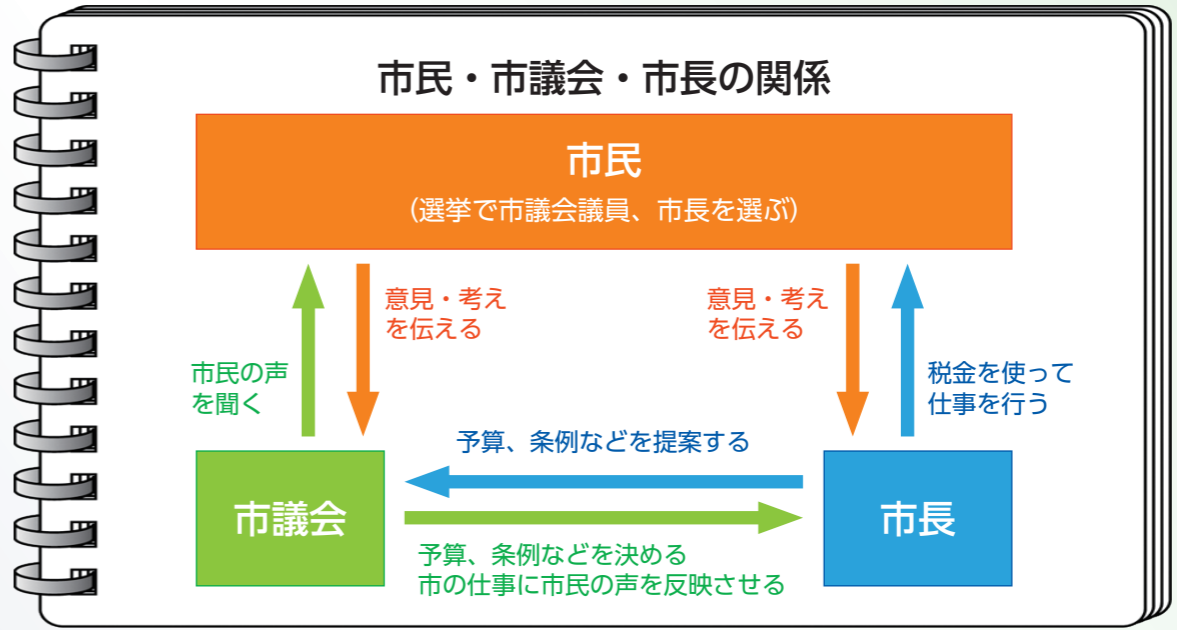 市民・市議会・市長の関係
市民
（選挙で市議会議員、市長を選ぶ）
意見・考え
を伝える
意見・考え
を伝える
市民の声
を聞く
税金を使って
仕事を行う
予算、条例などを提案する
市議会
市長
予算、条例などを決める
市の仕事に市民の声を反映させる